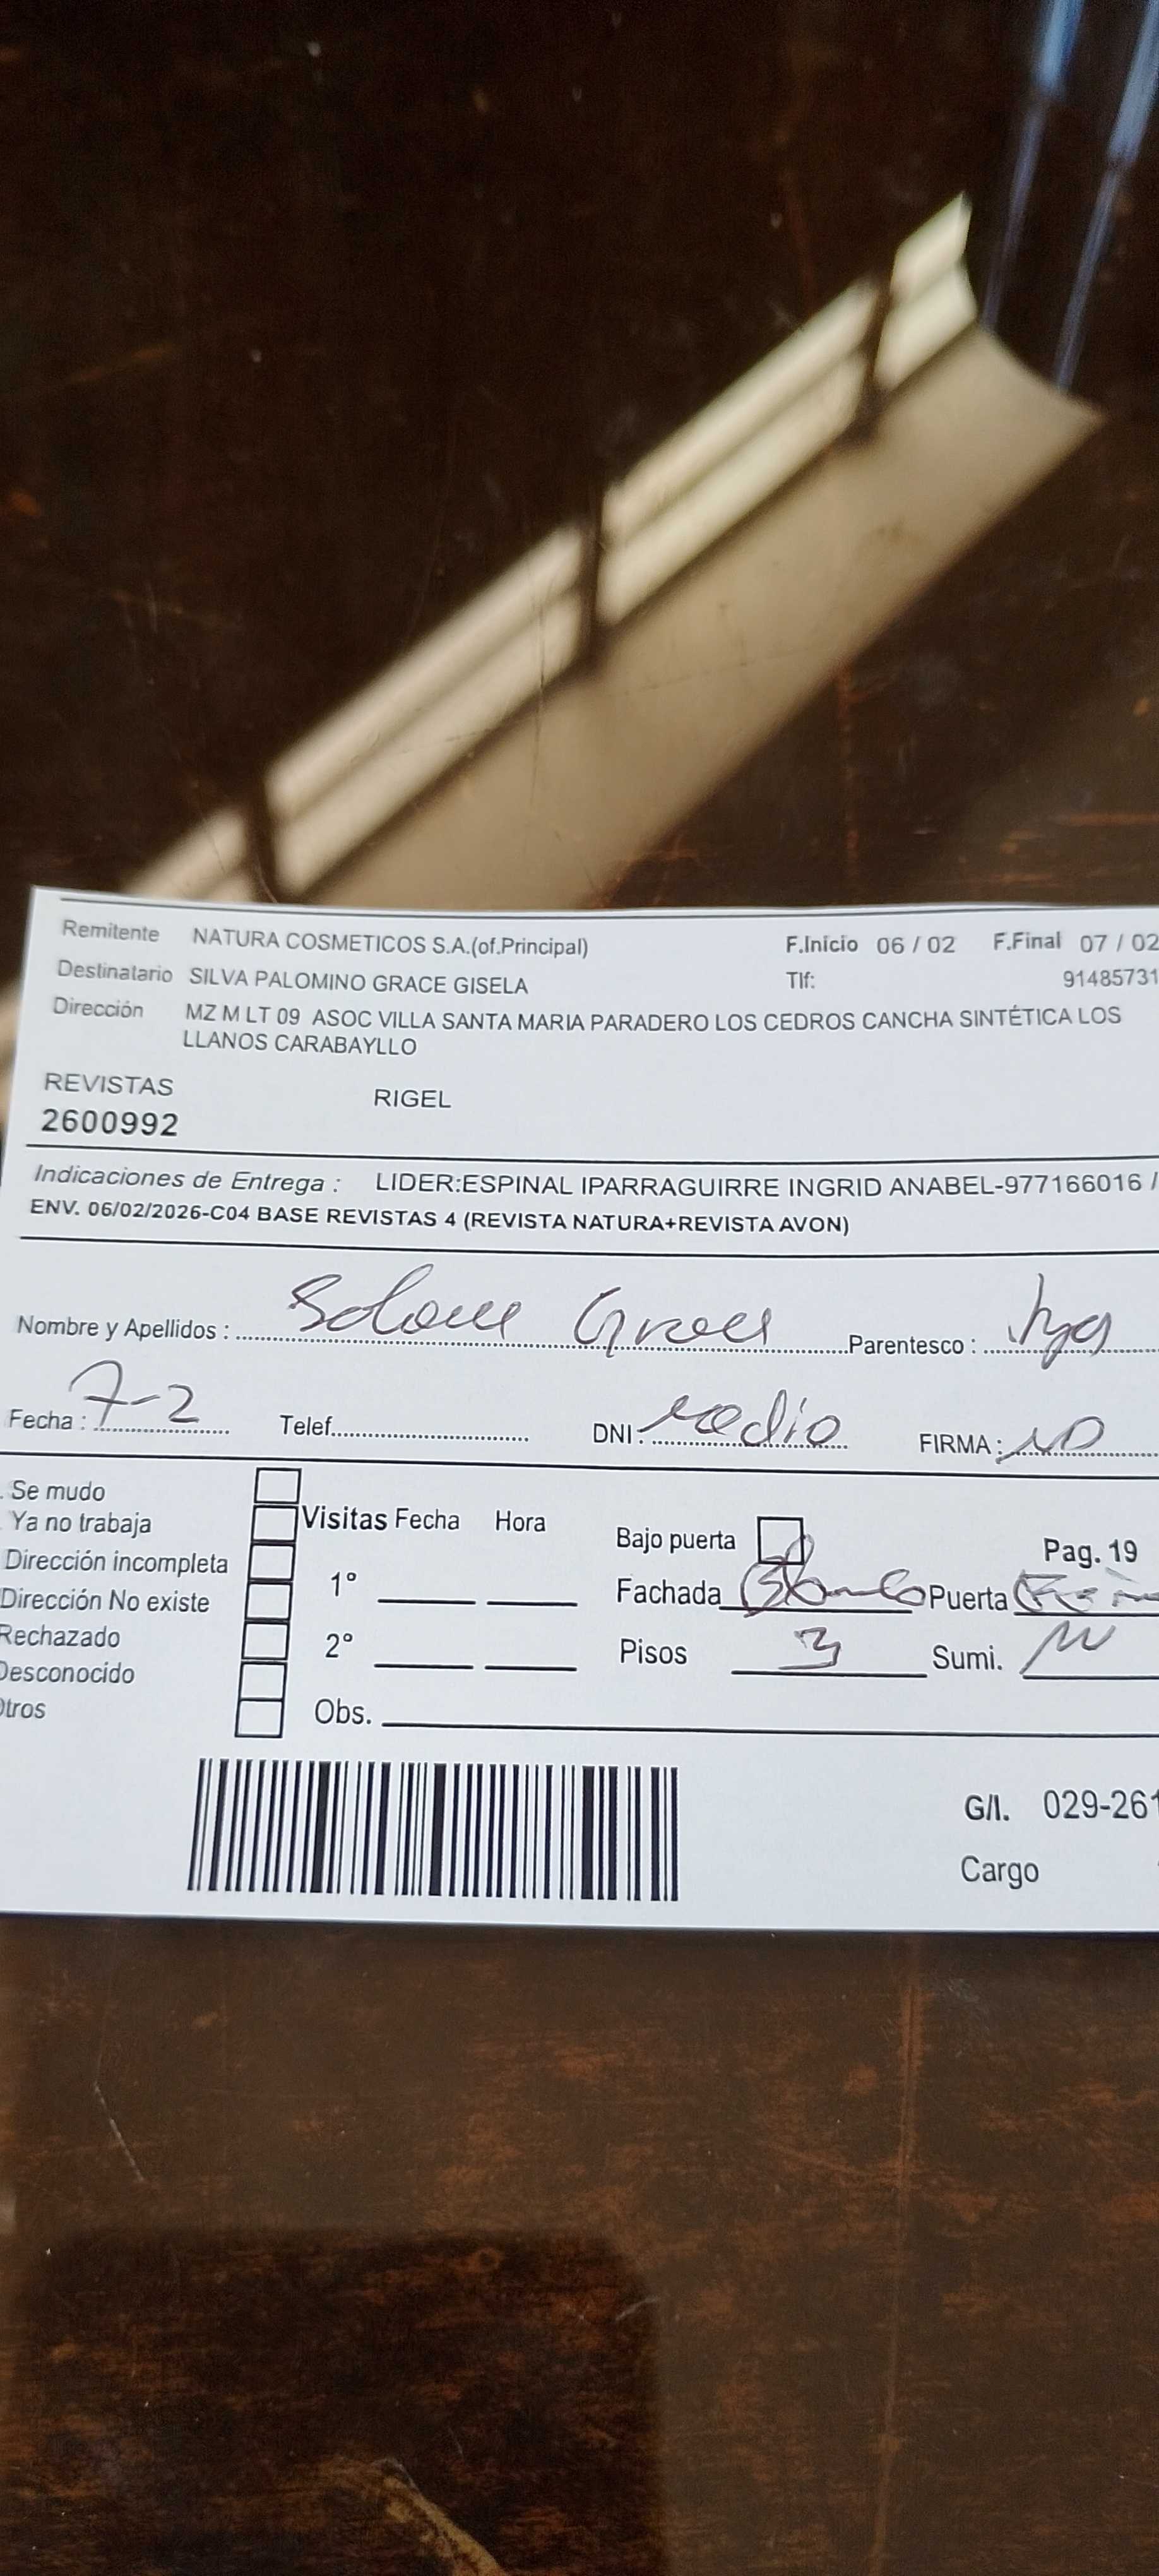 Remitente NATURA COSMETICOS S.A.(of.Principal) F.Inicio 06 / 02 F.Final 07 / 02
Destinatario SILVA PALOMINO GRACE GISELA Tlf: 91485731
Dirección MZ M LT 09 ASOC VILLA SANTA MARIA PARADERO LOS CEDROS CANCHA SINTÉTICA LOS
LLANOS CARABAYLLO
REVISTAS RIGEL
2600992
Indicaciones de Entrega : LIDER:ESPINAL IPARRAGUIRRE INGRID ANABEL-977166016 /
ENV. 06/02/2026-C04 BASE REVISTAS 4 (REVISTA NATURA+REVISTA AVON)
Nombre y Apellidos : Parentesco :
Fecha : 7-2 Telef. DNI : FIRMA :
Se mudo
Ya no trabaja Visitas Fecha Hora Bajo puerta Pag. 19
Dirección incompleta 1° Fachada Puerta
Dirección No existe
Rechazado 2° Pisos 3 Sumi.
Desconocido
Otros Obs.
G/I. 029-261
Cargo